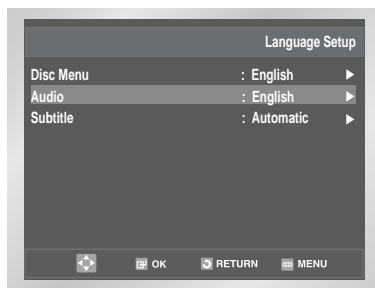 Language Setup
Disc Menu : English ►
Audio : English ►
Subtitle : Automatic ►
OK RETURN MENU